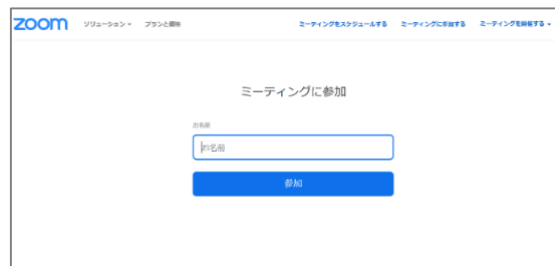 zoom ソリューション プランと価格 ミーティングをスケジュールする ミーティングに参加する ミーティングを開催する
ミーティングに参加
お名前
お名前
参加